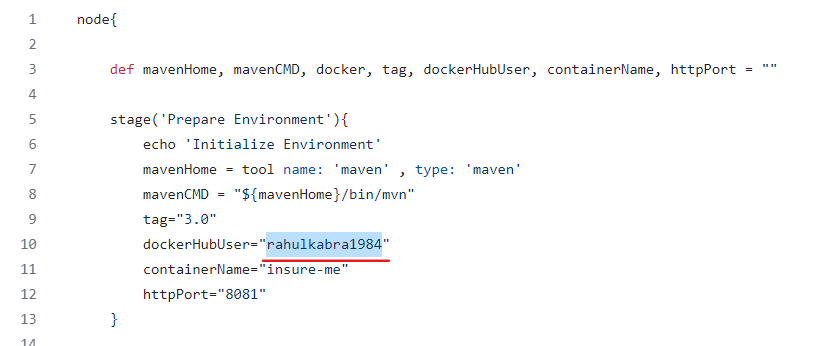 1 node{
2
3 def mavenHome, mavenCMD, docker, tag, dockerHubUser, containerName, httpPort = ""
4
5 stage('Prepare Environment'){
6 echo 'Initialize Environment'
7 mavenHome = tool name: 'maven' , type: 'maven'
8 mavenCMD = "${mavenHome}/bin/mvn"
9 tag="3.0"
10 dockerHubUser="rahulkabra1984"
11 containerName="insure-me"
12 httpPort="8081"
13 }
14